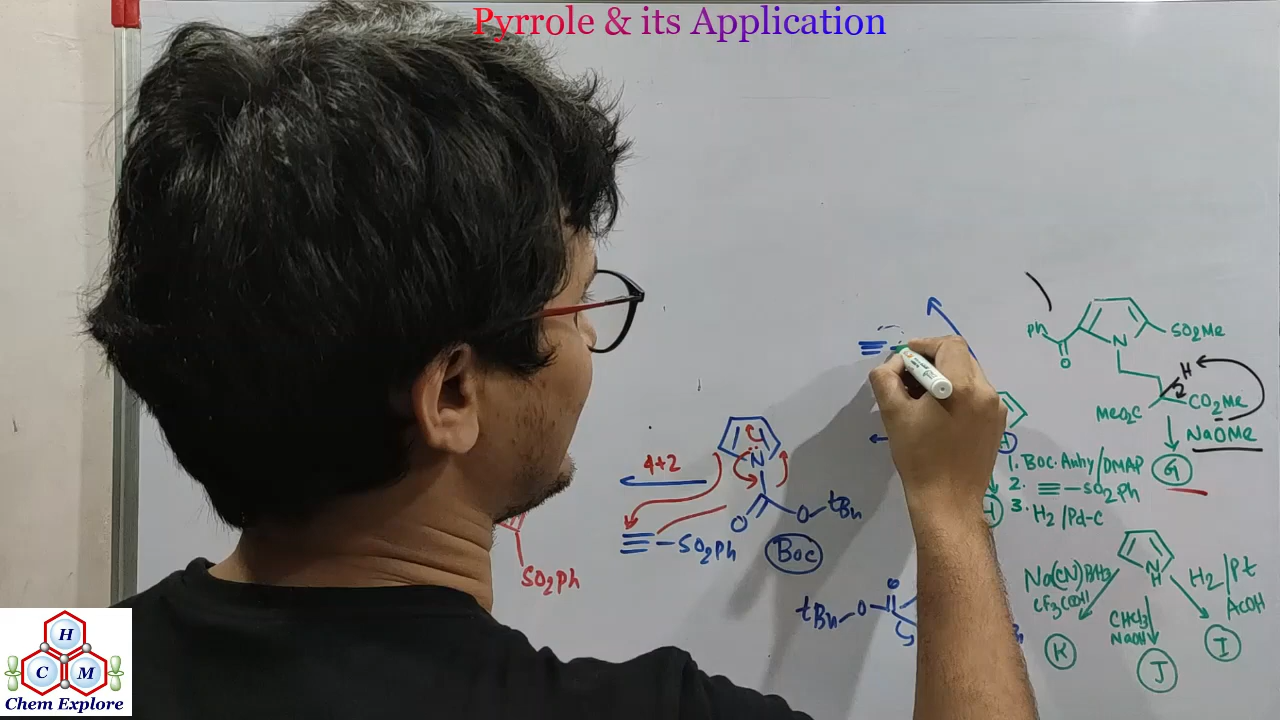 Pyrrole & its Application
Ph
O
N
SO2Me
H
MeO2C
CO2Me
NaOMe
G
1. Boc. Anhy/DMAP
2. ≡–SO2Ph
3. H2/Pd-C
H
4+2
N
O
O
tBu
≡–SO2Ph
Boc
SO2Ph
tBu–O
O
N
H
Na(CN)BH3
CF3COOH
K
CHCl3
NaOH
J
H2/Pt
AcOH
I
H
C
M
Chem Explore